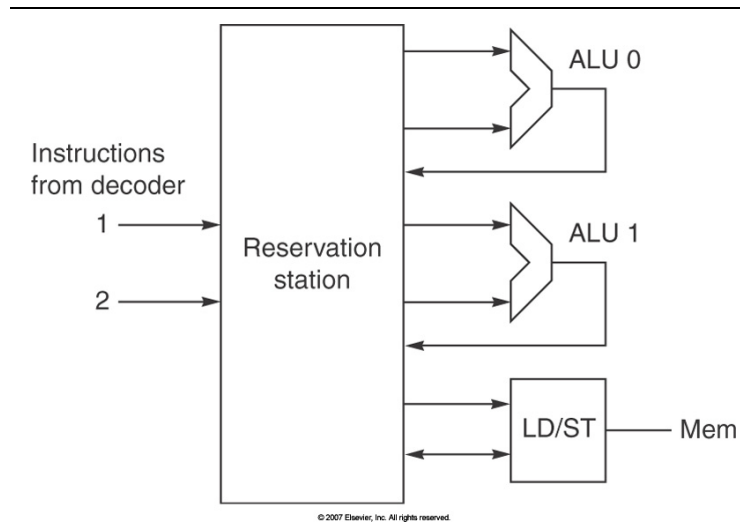 ALU 0
Instructions
from decoder
1
2
Reservation
station
ALU 1
LD/ST
Mem
© 2007 Elsevier, Inc. All rights reserved.